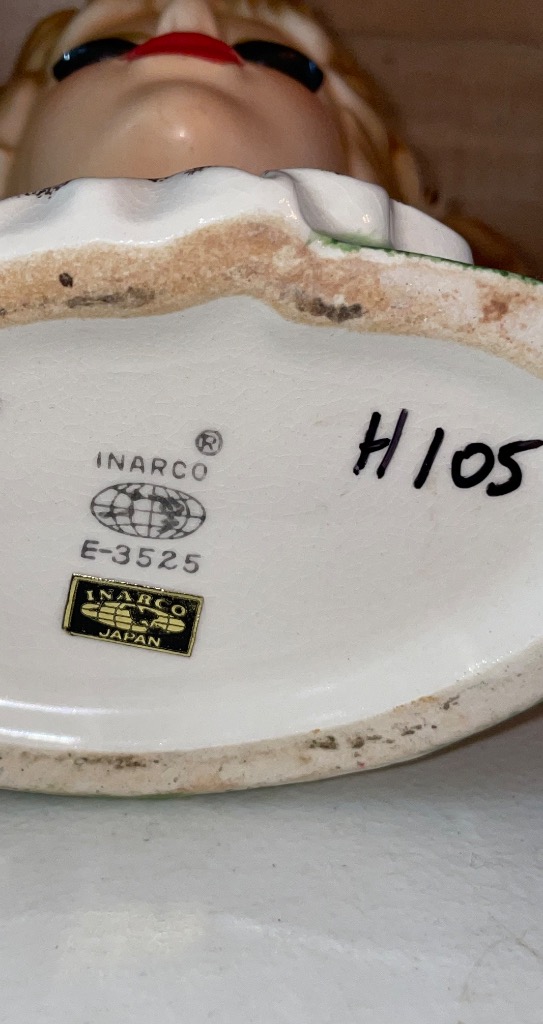 INARCO®
E-3525
INARCO
JAPAN
H105